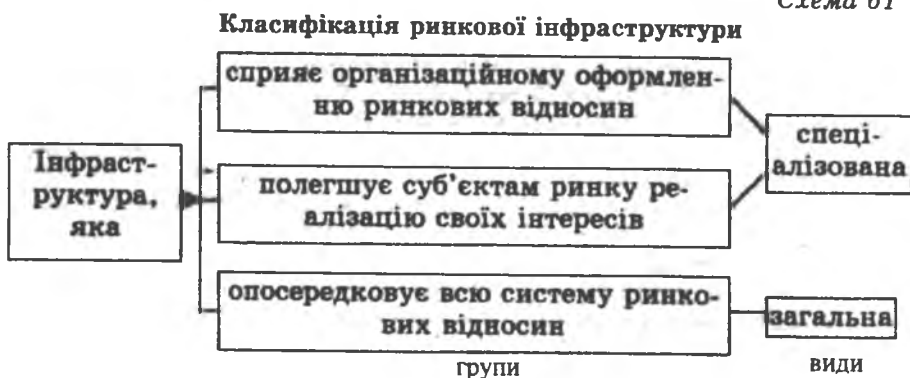 Схема 61
Класифікація ринкової інфраструктури
Інфраст-
руктура,
яка
сприяє організаційному оформлен-
ню ринкових відносин
полегшує суб'єктам ринку ре-
алізацію своїх інтересів
опосередковує всю систему ринко-
вих відносин
спеці-
алізована
загальна
групи
види